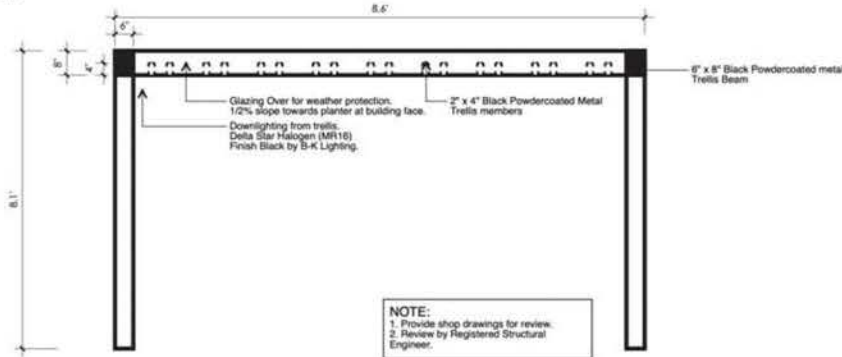 8.6'
6"
8"
4"
8.1'
6" x 8" Black Powdercoated metal
Trellis Beam
Glazing Over for weather protection.
1/2% slope towards planter at building face.
2" x 4" Black Powdercoated Metal
Trellis members
Downlighting from trellis.
Delta Star Halogen (MR16)
Finish Black by B-K Lighting.
NOTE:
1. Provide shop drawings for review.
2. Review by Registered Structural
Engineer.